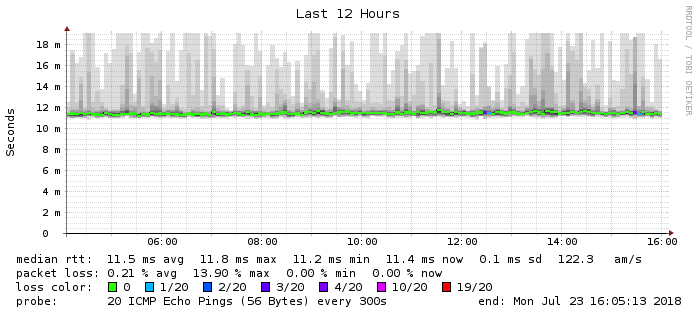 Last 12 Hours
RRDTOOL / TOBI OETIKER
Seconds
18 m
16 m
14 m
12 m
10 m
8 m
6 m
4 m
2 m
0
06:00 08:00 10:00 12:00 14:00 16:00
median rtt: 11.5 ms avg 11.8 ms max 11.2 ms min 11.4 ms now 0.1 ms sd 122.3 am/s
packet loss: 0.21 % avg 13.90 % max 0.00 % min 0.00 % now
loss color: 0 1/20 2/20 3/20 4/20 10/20 19/20
probe: 20 ICMP Echo Pings (56 Bytes) every 300s end: Mon Jul 23 16:05:13 2018